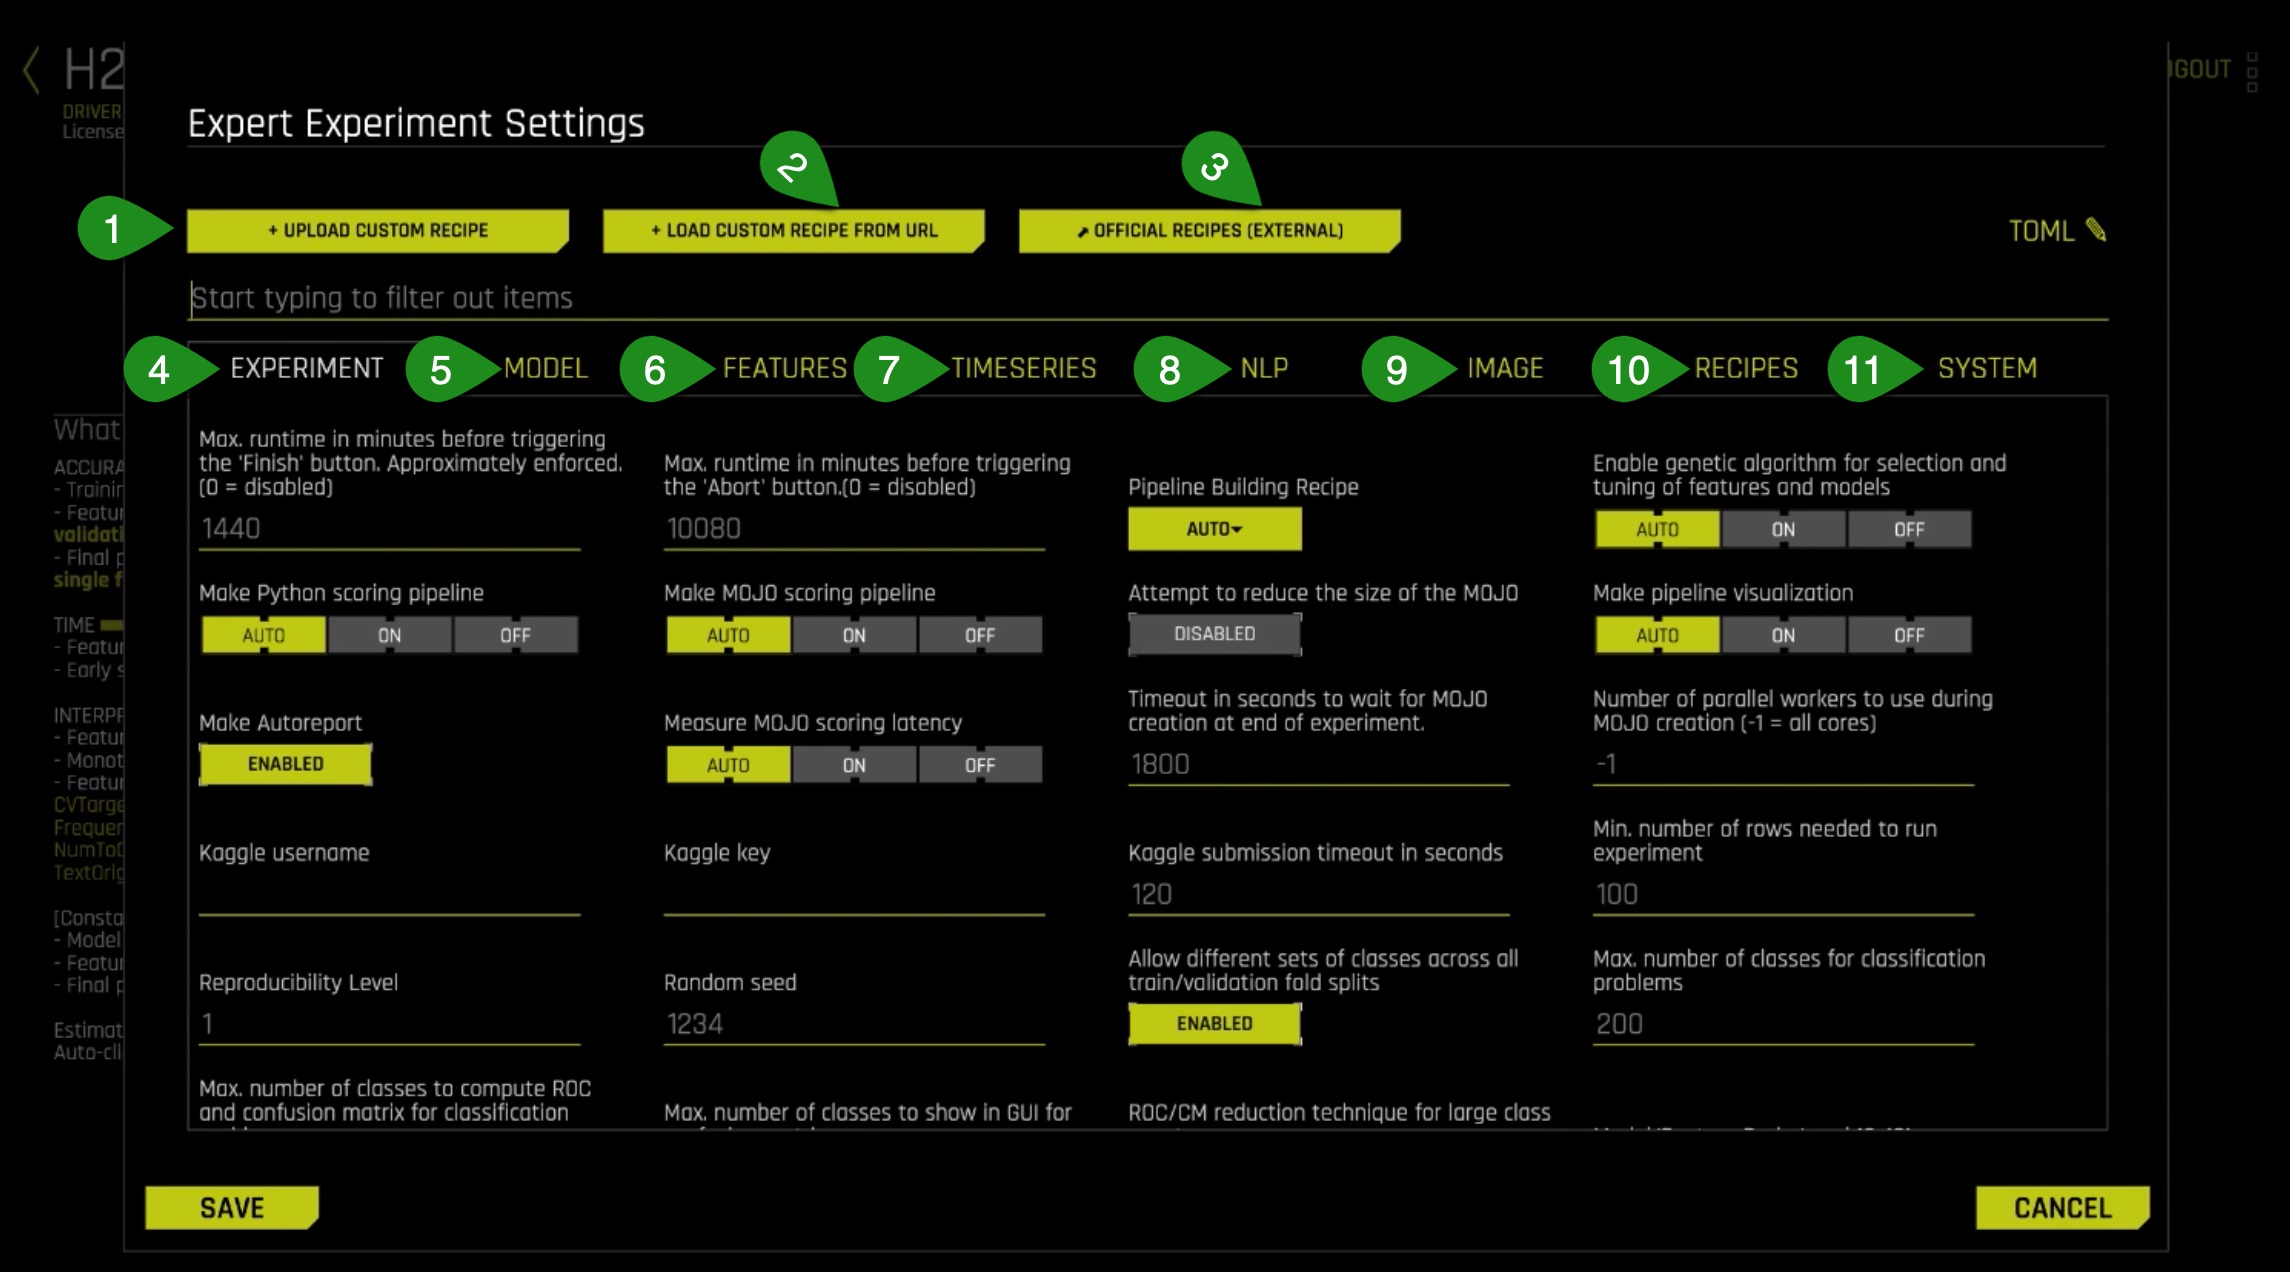 H2
DRIVER
License
OGOUT
Expert Experiment Settings
2
3
1
+ UPLOAD CUSTOM RECIPE
+ LOAD CUSTOM RECIPE FROM URL
OFFICIAL RECIPES (EXTERNAL)
TOML
Start typing to filter out items
4 EXPERIMENT
5 MODEL
6 FEATURES
7 TIMESERIES
8 NLP
9 IMAGE
10 RECIPES
11 SYSTEM
What
ACCURA
- Trainin
- Featur
validati
- Final p
single f
TIME
- Featur
- Early s
INTERPR
- Featur
- Monot
- Featur
CVTarge
Frequen
NumToC
TextOrig
[Consta
- Model
- Featur
- Final p
Estimat
Auto-cli
Max. runtime in minutes before triggering
the 'Finish' button. Approximately enforced.
(0 = disabled)
1440
Max. runtime in minutes before triggering
the 'Abort' button.(0 = disabled)
10080
Pipeline Building Recipe
AUTO
Enable genetic algorithm for selection and
tuning of features and models
AUTO ON OFF
Make Python scoring pipeline
AUTO ON OFF
Make MOJO scoring pipeline
AUTO ON OFF
Attempt to reduce the size of the MOJO
DISABLED
Make pipeline visualization
AUTO ON OFF
Make Autoreport
ENABLED
Measure MOJO scoring latency
AUTO ON OFF
Timeout in seconds to wait for MOJO
creation at end of experiment.
1800
Number of parallel workers to use during
MOJO creation (-1 = all cores)
-1
Kaggle username
Kaggle key
Kaggle submission timeout in seconds
120
Min. number of rows needed to run
experiment
100
Reproducibility Level
1
Random seed
1234
Allow different sets of classes across all
train/validation fold splits
ENABLED
Max. number of classes for classification
problems
200
Max. number of classes to compute ROC
and confusion matrix for classification
Max. number of classes to show in GUI for
ROC/CM reduction technique for large class
SAVE
CANCEL